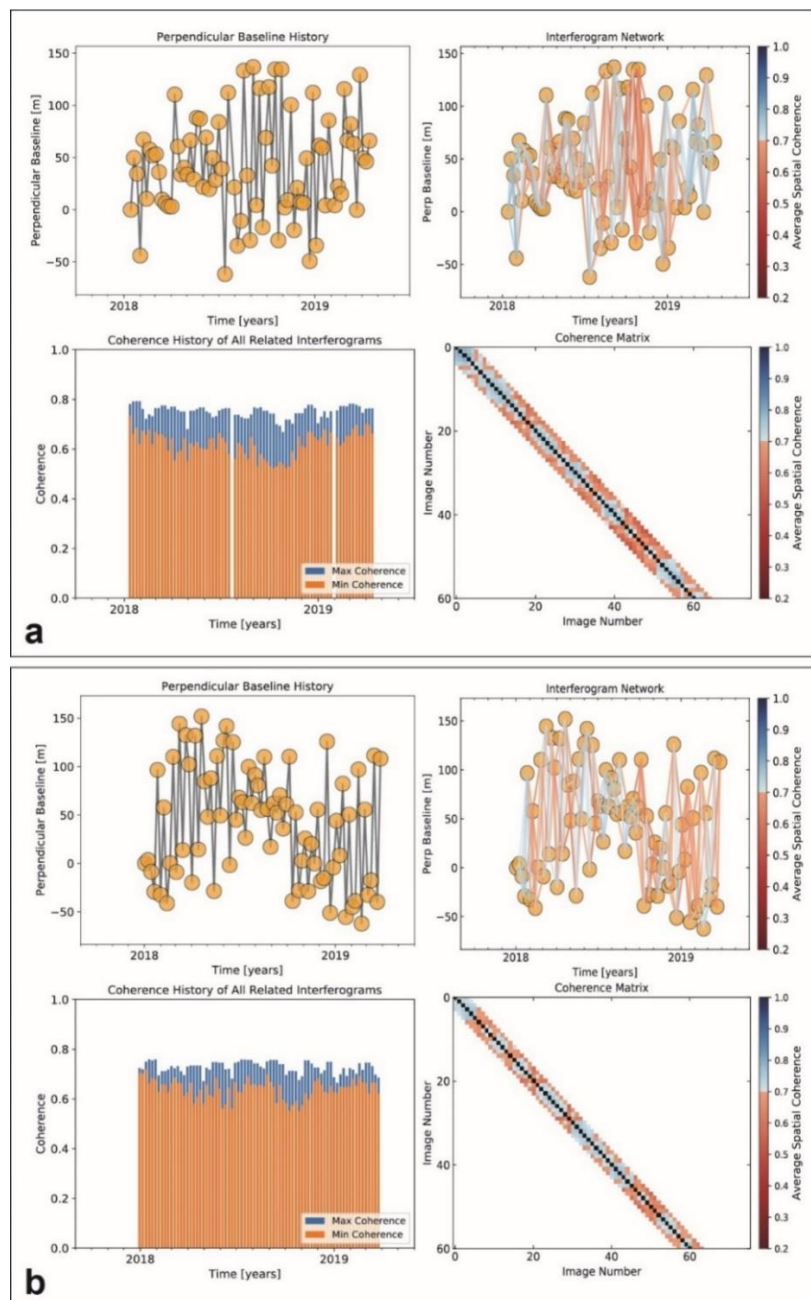 Perpendicular Baseline History
Perpendicular Baseline [m]
150
100
50
0
−50
2018
2019
Time [years]
Interferogram Network
Perp Baseline [m]
150
100
50
0
−50
2018
2019
Time [years]
Average Spatial Coherence
1.0
0.9
0.8
0.7
0.6
0.5
0.4
0.3
0.2
Coherence History of All Related Interferograms
Coherence
1.0
0.8
0.6
0.4
0.2
0.0
Max Coherence
Min Coherence
2018
2019
Time [years]
Coherence Matrix
Image Number
0
20
40
60
0
20
40
60
Image Number
Average Spatial Coherence
1.0
0.9
0.8
0.7
0.6
0.5
0.4
0.3
0.2
a
Perpendicular Baseline History
Perpendicular Baseline [m]
150
100
50
0
−50
2018
2019
Time [years]
Interferogram Network
Perp Baseline [m]
150
100
50
0
−50
2018
2019
Time [years]
Average Spatial Coherence
1.0
0.9
0.8
0.7
0.6
0.5
0.4
0.3
0.2
Coherence History of All Related Interferograms
Coherence
1.0
0.8
0.6
0.4
0.2
0.0
Max Coherence
Min Coherence
2018
2019
Time [years]
Coherence Matrix
Image Number
0
20
40
60
0
20
40
60
Image Number
Average Spatial Coherence
1.0
0.9
0.8
0.7
0.6
0.5
0.4
0.3
0.2
b